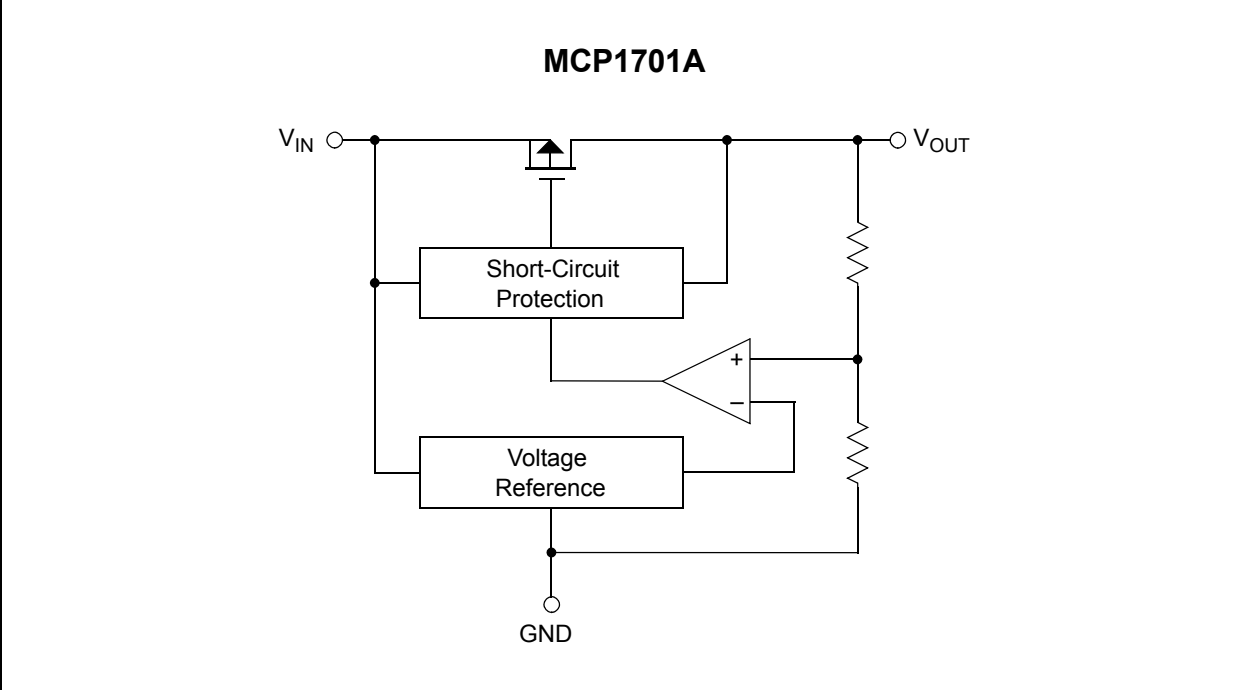 MCP1701A
VIN
VOUT
Short-Circuit
Protection
+
–
Voltage
Reference
GND